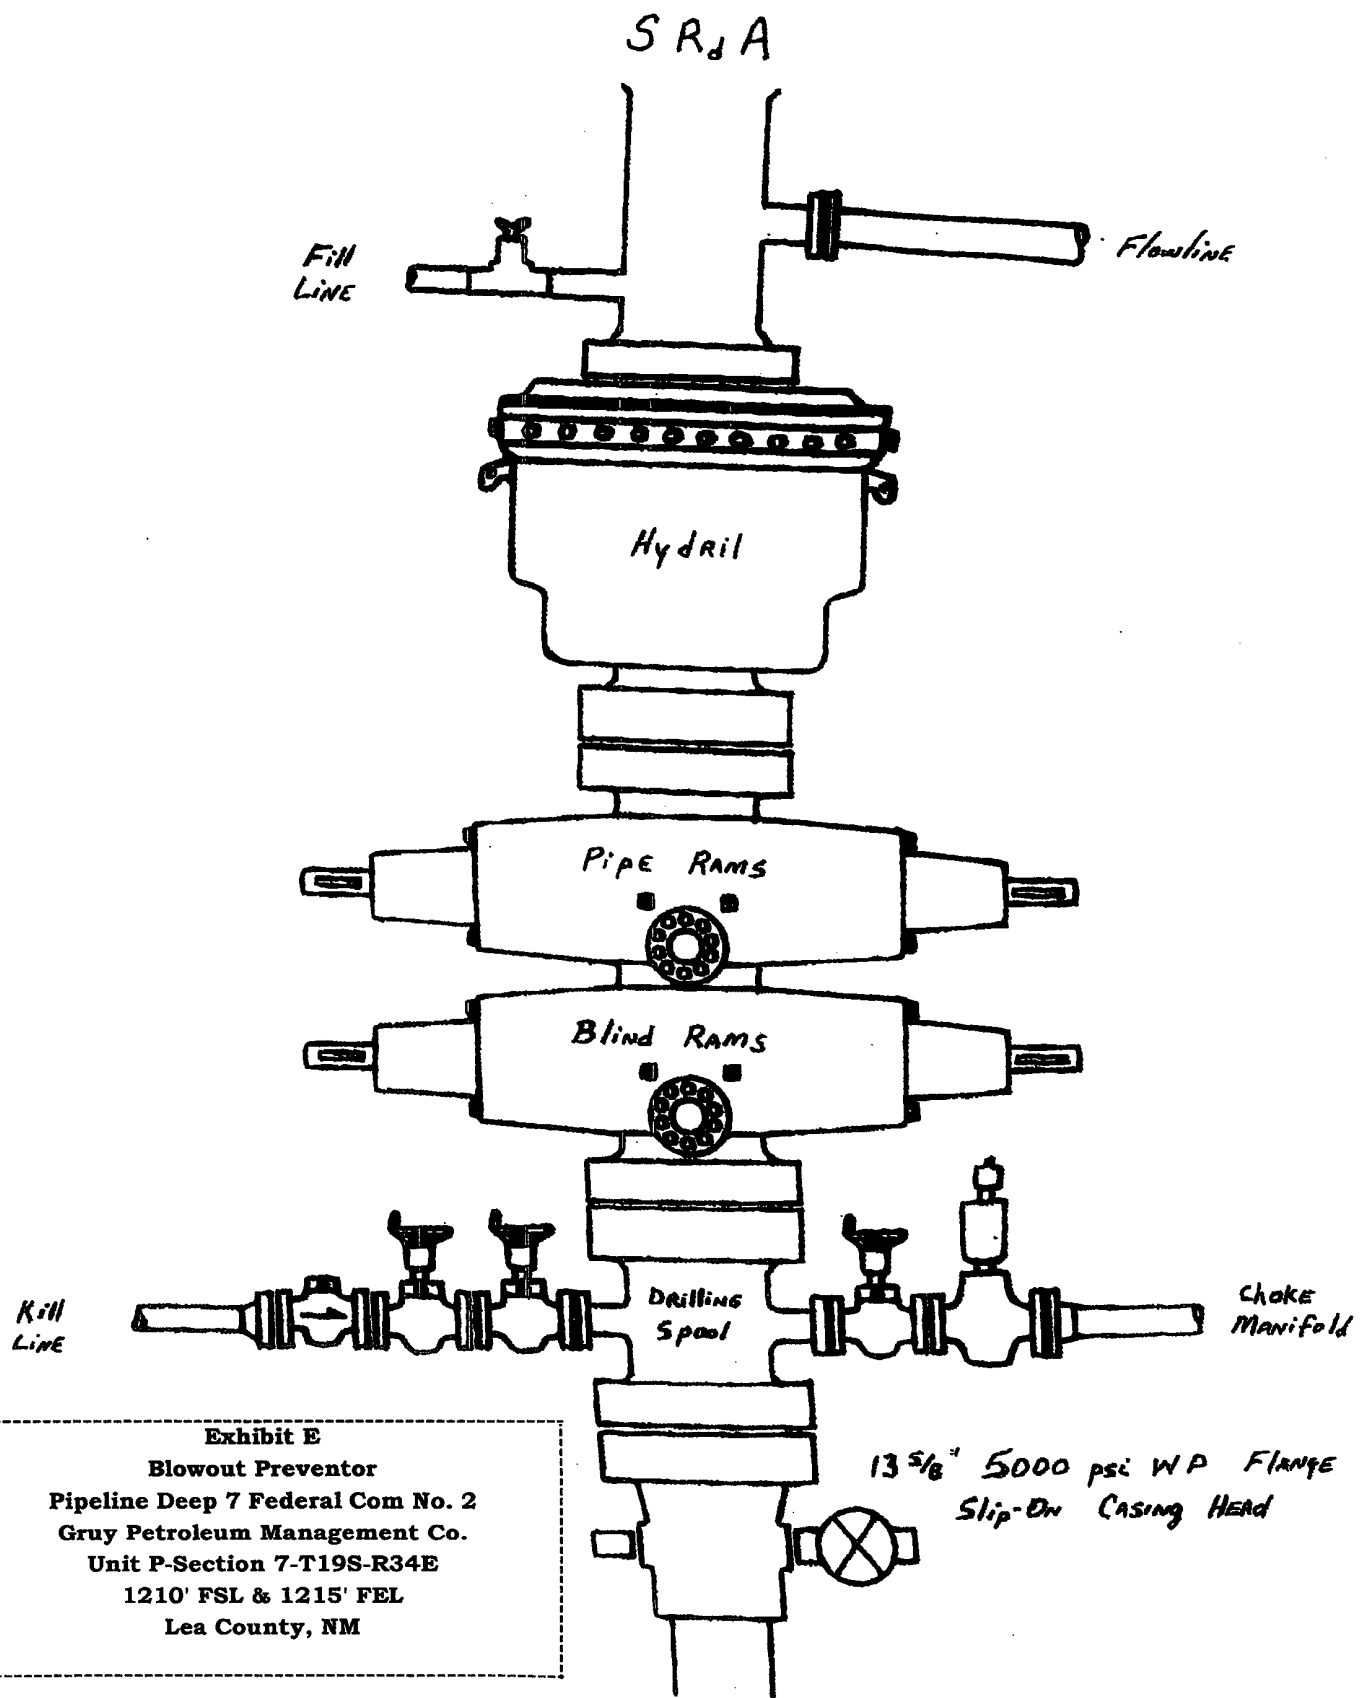 S Rd A
Fill
Line
Flowline
Hydril
Pipe Rams
Blind Rams
Drilling
Spool
Kill
Line
Choke
Manifold
13 5/8" 5000 psi WP Flange
Slip-On Casing Head
Exhibit E
Blowout Preventor
Pipeline Deep 7 Federal Com No. 2
Gruy Petroleum Management Co.
Unit P-Section 7-T19S-R34E
1210' FSL & 1215' FEL
Lea County, NM